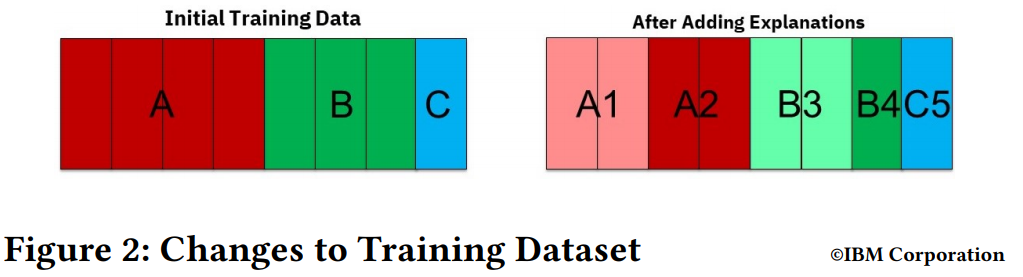 Initial Training Data
After Adding Explanations
A B C
A1 A2 B3 B4 C5
Figure 2: Changes to Training Dataset
©IBM Corporation